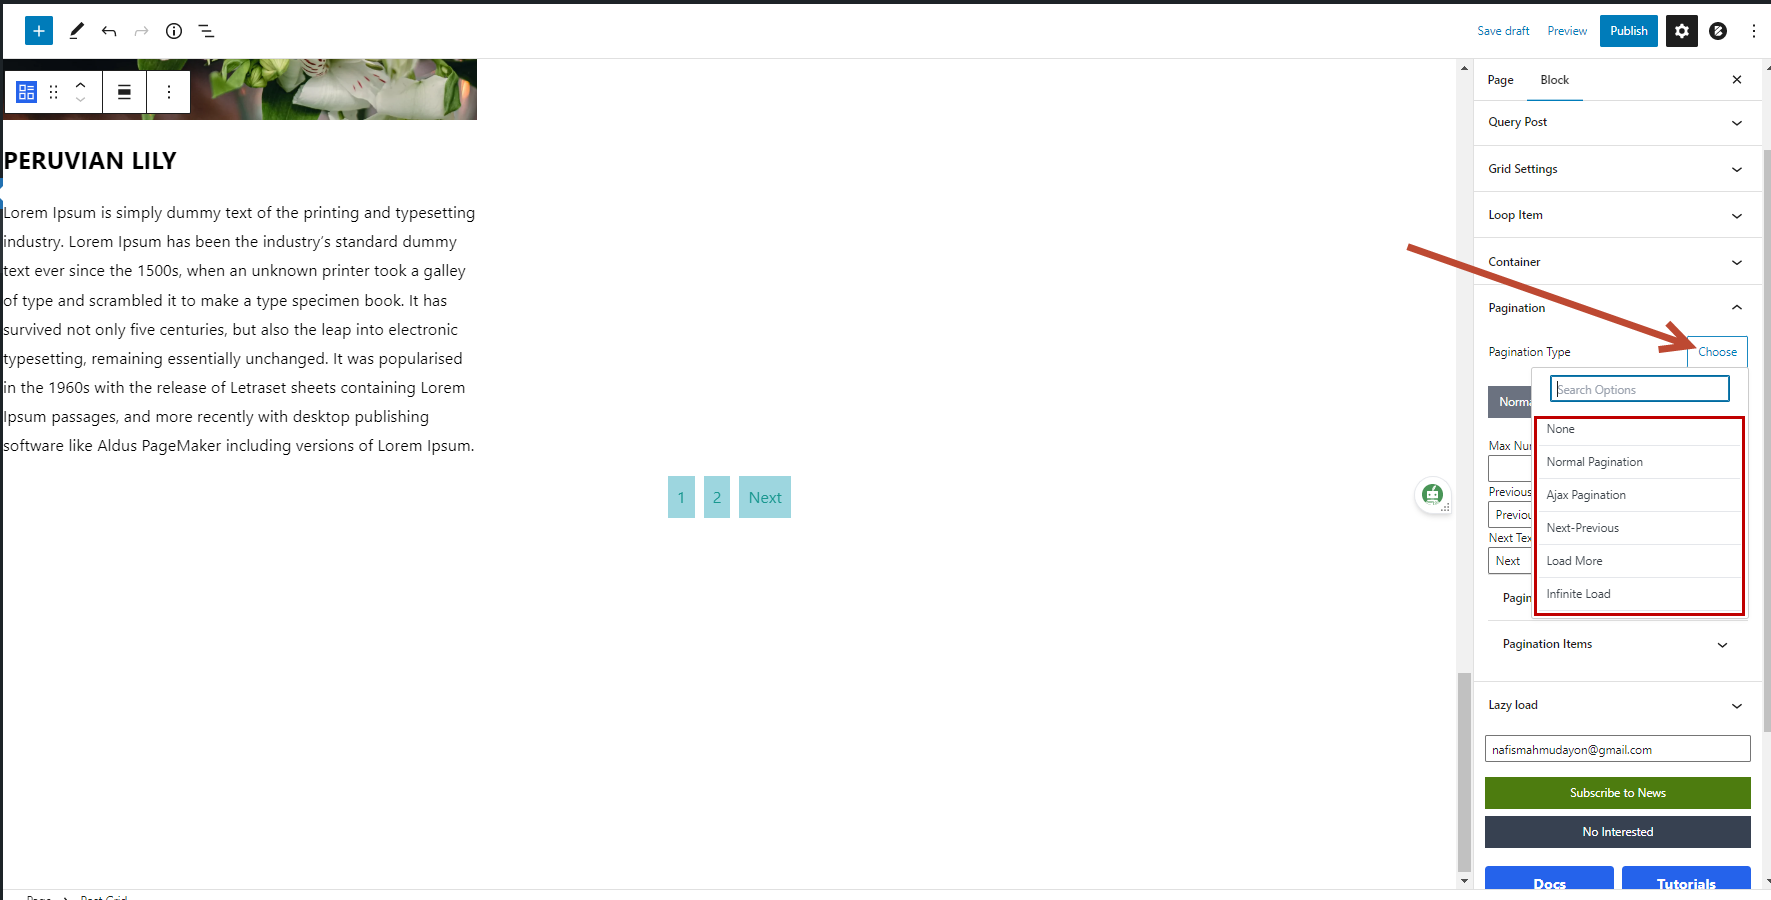 +
Save draft
Preview
Publish
Page
Block
Query Post
Grid Settings
Loop Item
Container
Pagination
Pagination Type
Choose
Search Options
None
Normal Pagination
Ajax Pagination
Next-Previous
Load More
Infinite Load
Norma
Max Nu
Previous
Previou
Next Tex
Next
Pagin
Pagination Items
Lazy load
nafismahmudayon@gmail.com
Subscribe to News
No Interested
Docs
Tutorials
PERUVIAN LILY
Lorem Ipsum is simply dummy text of the printing and typesetting
industry. Lorem Ipsum has been the industry's standard dummy
text ever since the 1500s, when an unknown printer took a galley
of type and scrambled it to make a type specimen book. It has
survived not only five centuries, but also the leap into electronic
typesetting, remaining essentially unchanged. It was popularised
in the 1960s with the release of Letraset sheets containing Lorem
Ipsum passages, and more recently with desktop publishing
software like Aldus PageMaker including versions of Lorem Ipsum.
1 2 Next
Page > Post Grid